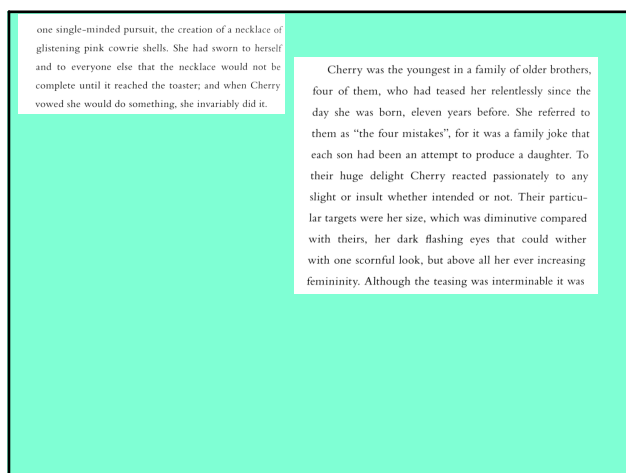 one single-minded pursuit, the creation of a necklace of
glistening pink cowrie shells. She had sworn to herself
and to everyone else that the necklace would not be
complete until it reached the toaster; and when Cherry
vowed she would do something, she invariably did it.
Cherry was the youngest in a family of older brothers,
four of them, who had teased her relentlessly since the
day she was born, eleven years before. She referred to
them as “the four mistakes”, for it was a family joke that
each son had been an attempt to produce a daughter. To
their huge delight Cherry reacted passionately to any
slight or insult whether intended or not. Their particu-
lar targets were her size, which was diminutive compared
with theirs, her dark flashing eyes that could wither
with one scornful look, but above all her ever increasing
femininity. Although the teasing was interminable it was